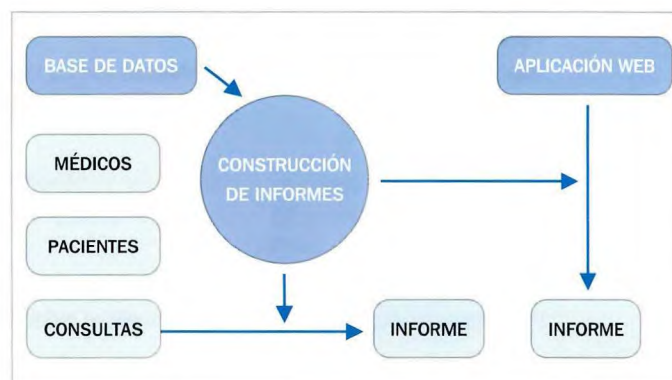 BASE DE DATOS
APLICACIÓN WEB
MÉDICOS
CONSTRUCCIÓN
DE INFORMES
PACIENTES
CONSULTAS
INFORME
INFORME